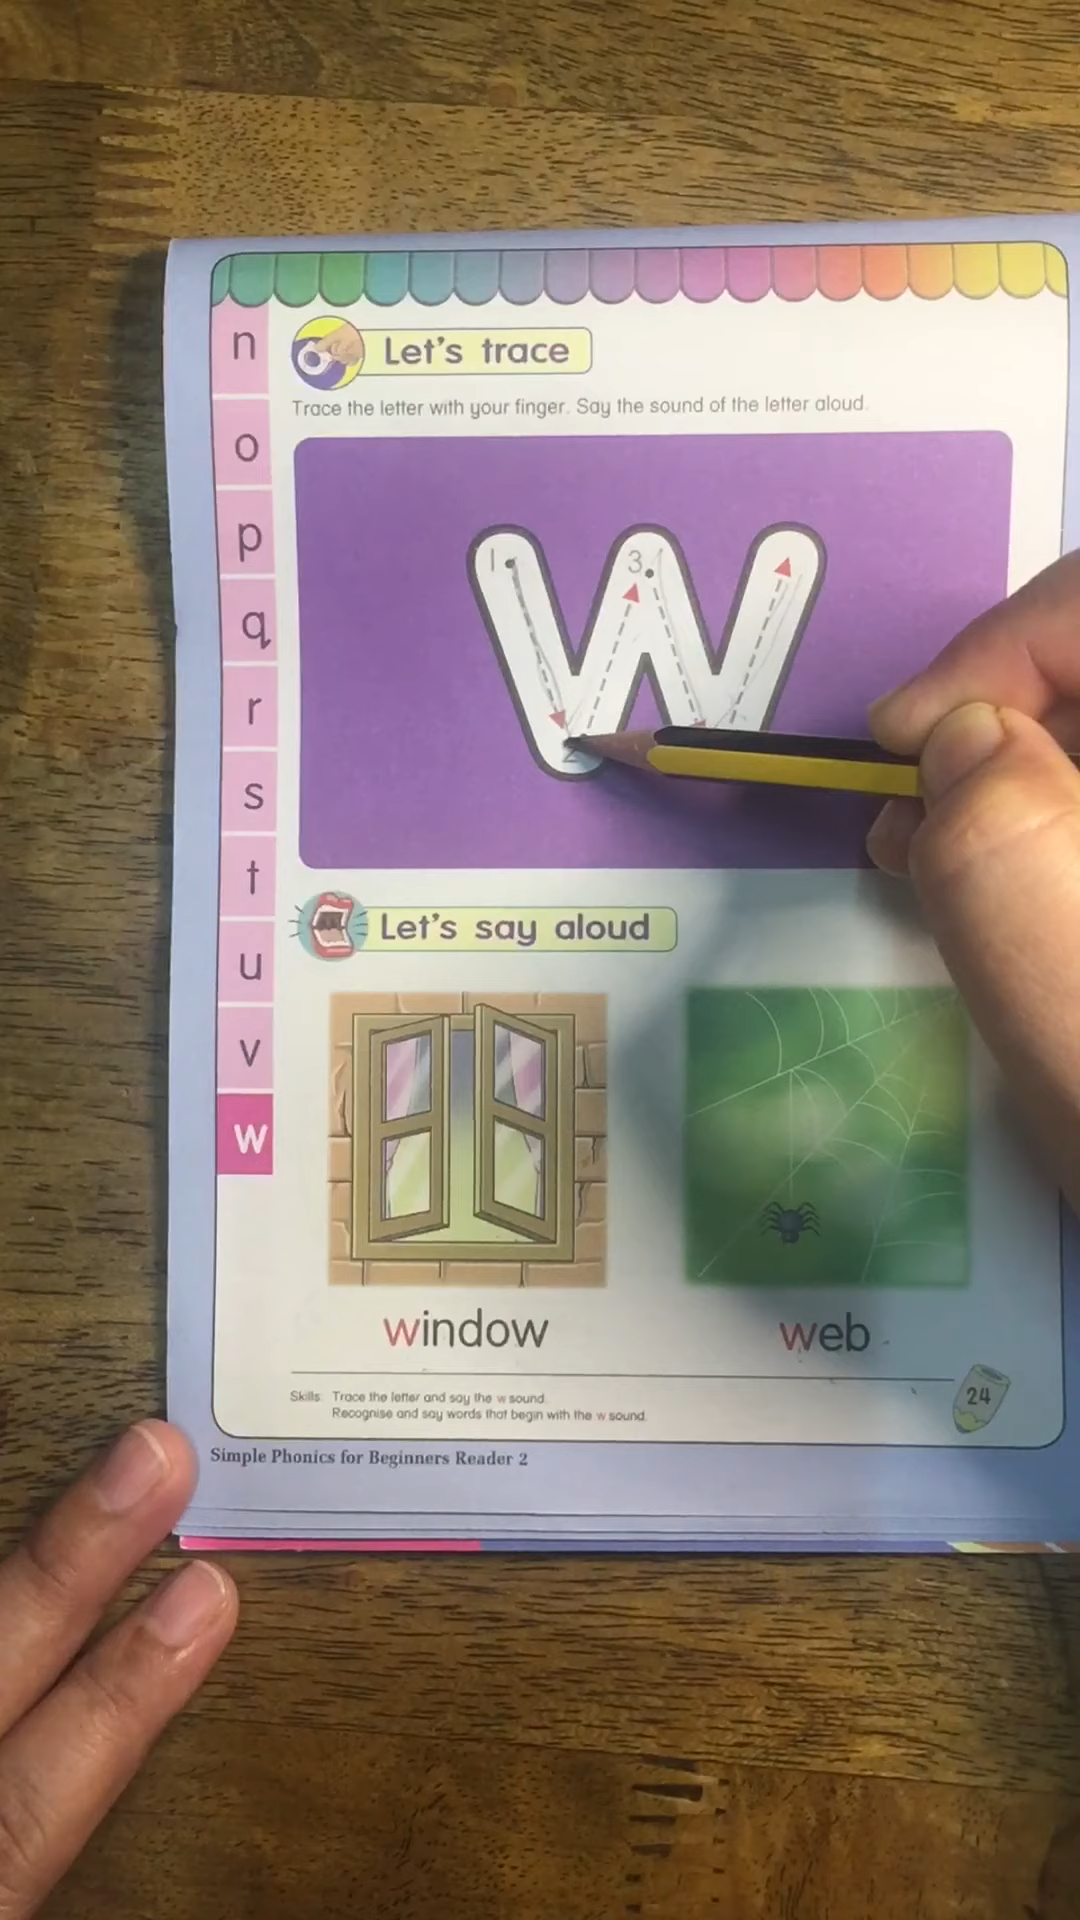 n
o
p
q
r
s
t
u
v
w
Let's trace
Trace the letter with your finger. Say the sound of the letter aloud.
1
3
2
w
Let's say aloud
window
web
Skills: Trace the letter and say the w sound.
Recognise and say words that begin with the w sound.
24
Simple Phonics for Beginners Reader 2